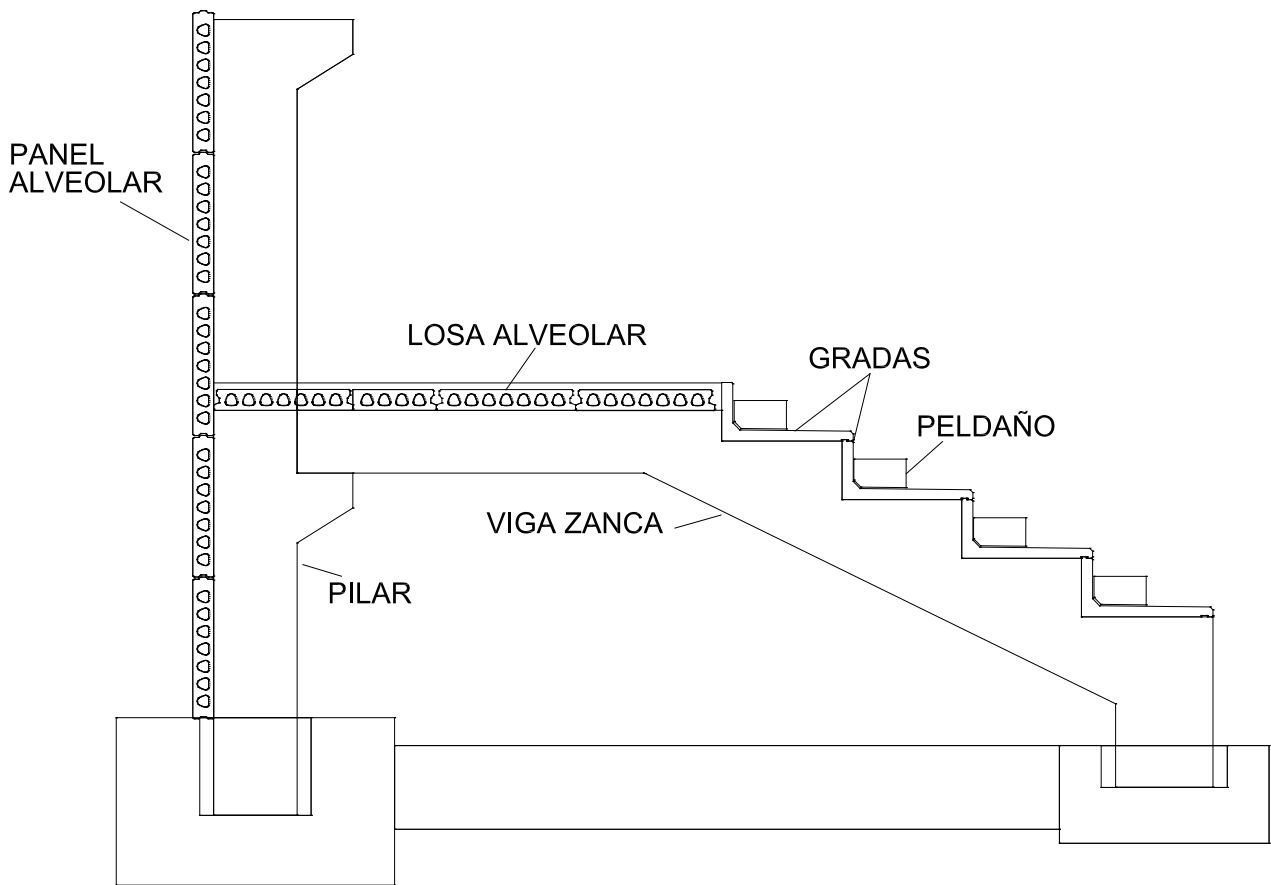 PANEL
ALVEOLAR
LOSA ALVEOLAR
GRADAS
PELDAÑO
VIGA ZANCA
PILAR